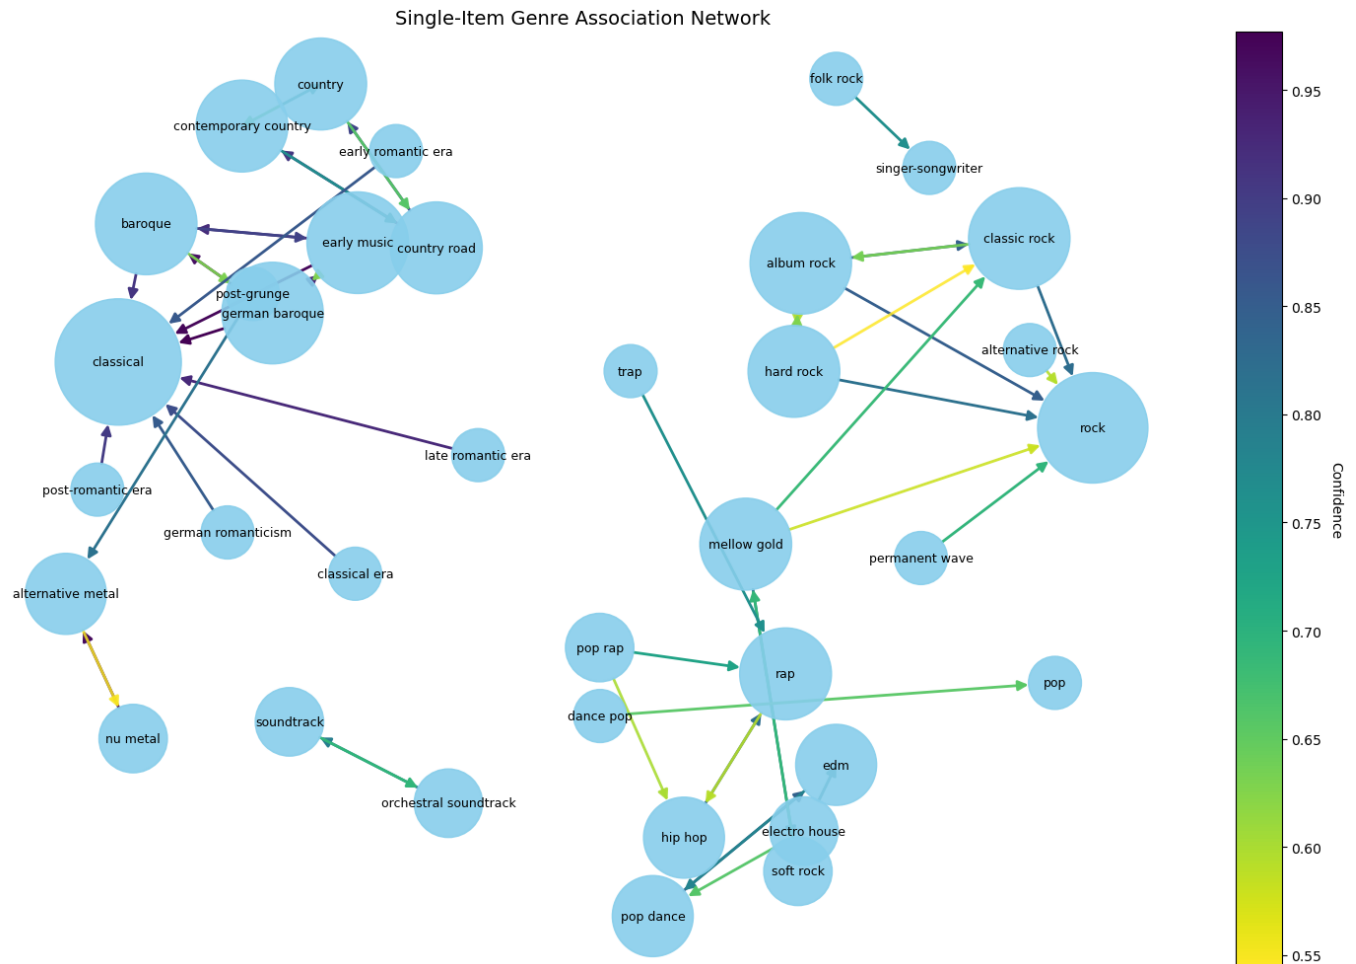 Single-Item Genre Association Network
country
folk rock
contemporary country
early romantic era
singer-songwriter
baroque
early music
country road
classic rock
album rock
post-grunge
german baroque
classical
alternative rock
trap
hard rock
rock
late romantic era
post-romantic era
german romanticism
mellow gold
permanent wave
classical era
alternative metal
pop rap
rap
pop
dance pop
soundtrack
nu metal
edm
orchestral soundtrack
electro house
hip hop
soft rock
pop dance
0.95
0.90
0.85
0.80
0.75
0.70
0.65
0.60
0.55
Confidence